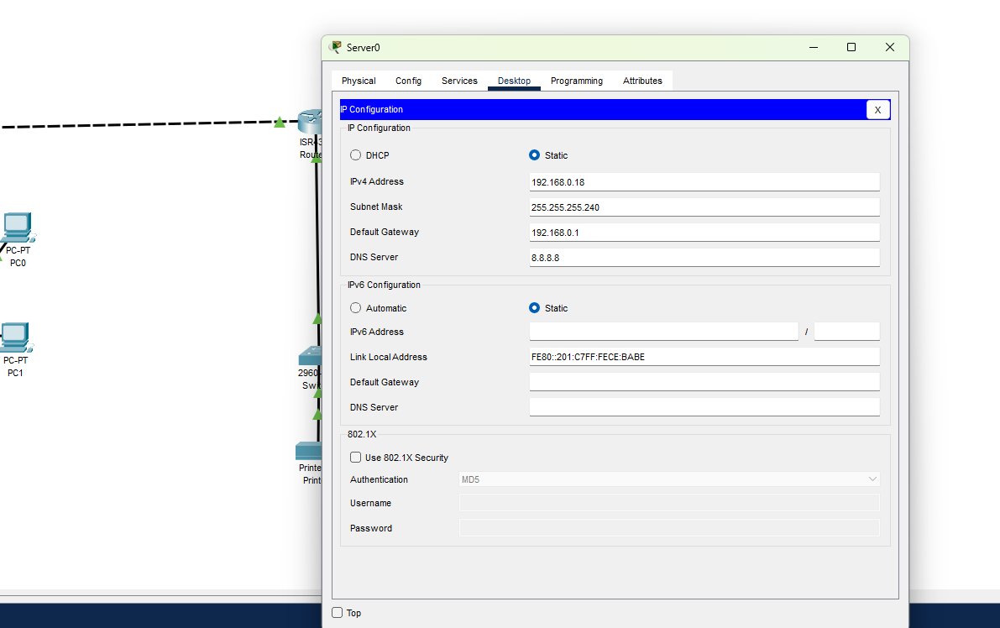 Server0
Physical Config Services Desktop Programming Attributes
IP Configuration X
IP Configuration
DHCP Static
IPv4 Address 192.168.0.18
Subnet Mask 255.255.255.240
Default Gateway 192.168.0.1
DNS Server 8.8.8.8
IPv6 Configuration
Automatic Static
IPv6 Address /
Link Local Address FE80::201:C7FF:FECE:BABE
Default Gateway
DNS Server
802.1X
Use 802.1X Security
Authentication MD5
Username
Password
Top
ISR43
Route
PC-PT
PC0
PC-PT
PC1
2960-
Swit
Printe
Print